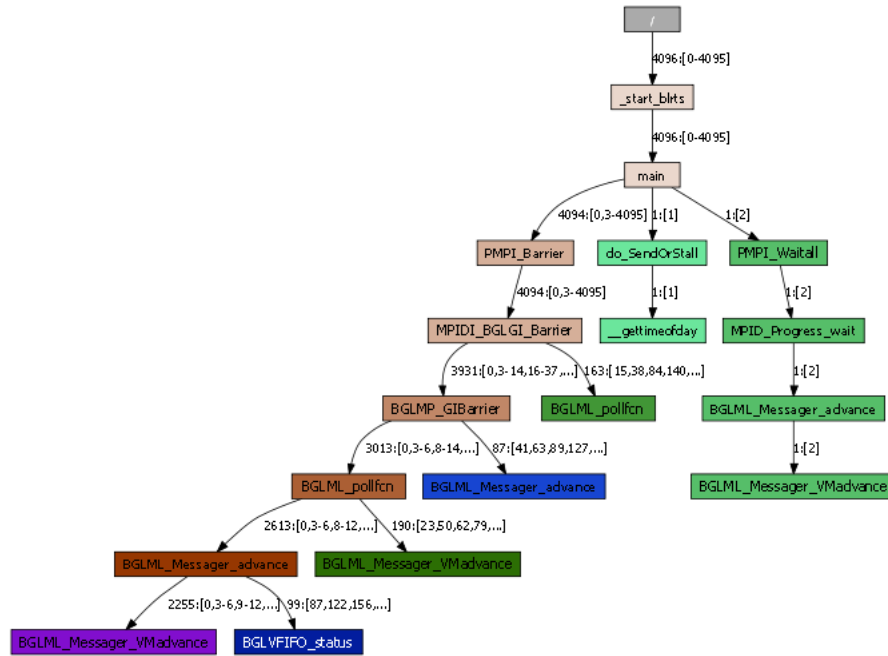 /
4096:[0-4095]
_start_blrts
4096:[0-4095]
main
4094:[0,3-4095] 1:[1] 1:[2]
PMPI_Barrier do_SendOrStall PMPI_Waitall
4094:[0,3-4095] 1:[1] 1:[2]
MPIDI_BGLGI_Barrier __gettimeofday MPID_Progress_wait
3931:[0,3-14,16-37,...] 163:[15,38,84,140,...] 1:[2]
BGLMP_GIBarrier BGLML_pollfcn BGLML_Messager_advance
3013:[0,3-6,8-14,...] 87:[41,63,89,127,...] 1:[2]
BGLML_pollfcn BGLML_Messager_advance BGLML_Messager_VMadvance
2613:[0,3-6,8-12,...] 190:[23,50,62,79,...]
BGLML_Messager_advance BGLML_Messager_VMadvance
2255:[0,3-6,9-12,...] 99:[87,122,156,...]
BGLML_Messager_VMadvance BGLVFIFO_status